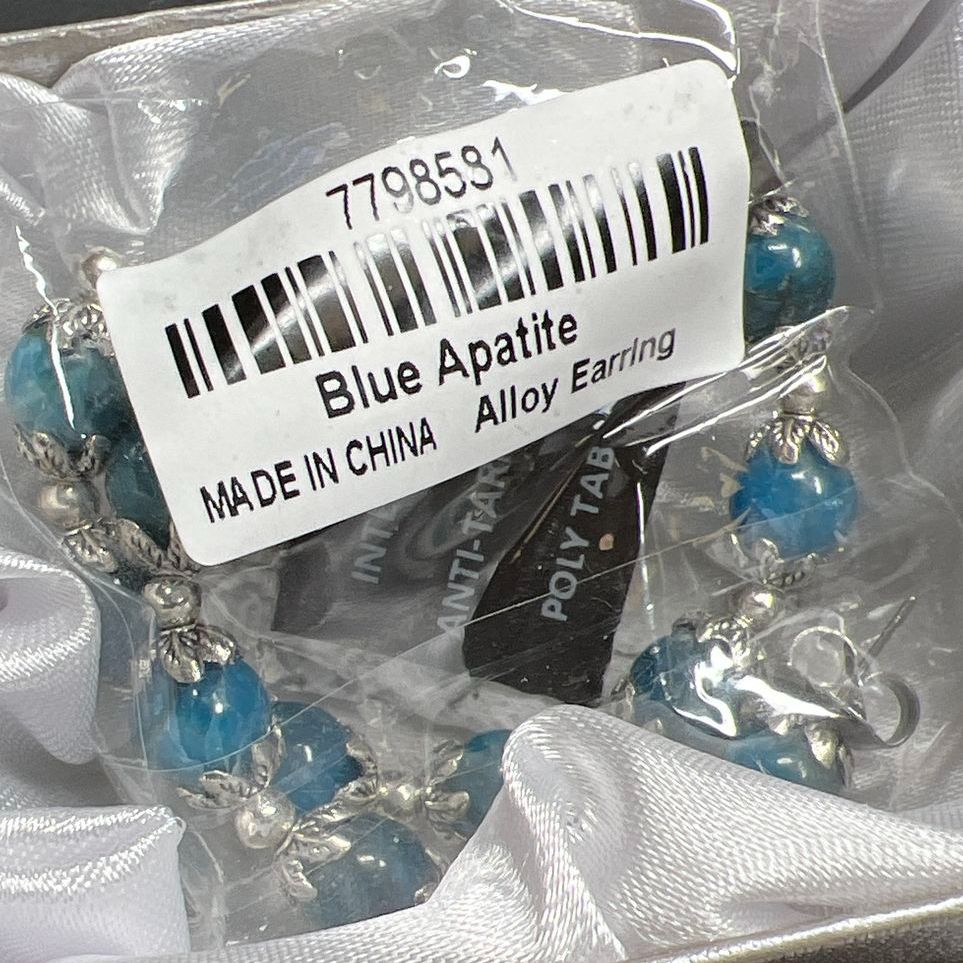 7798581
Blue Apatite
MADE IN CHINA Alloy Earring
ANTI-TAR
POLY TAB